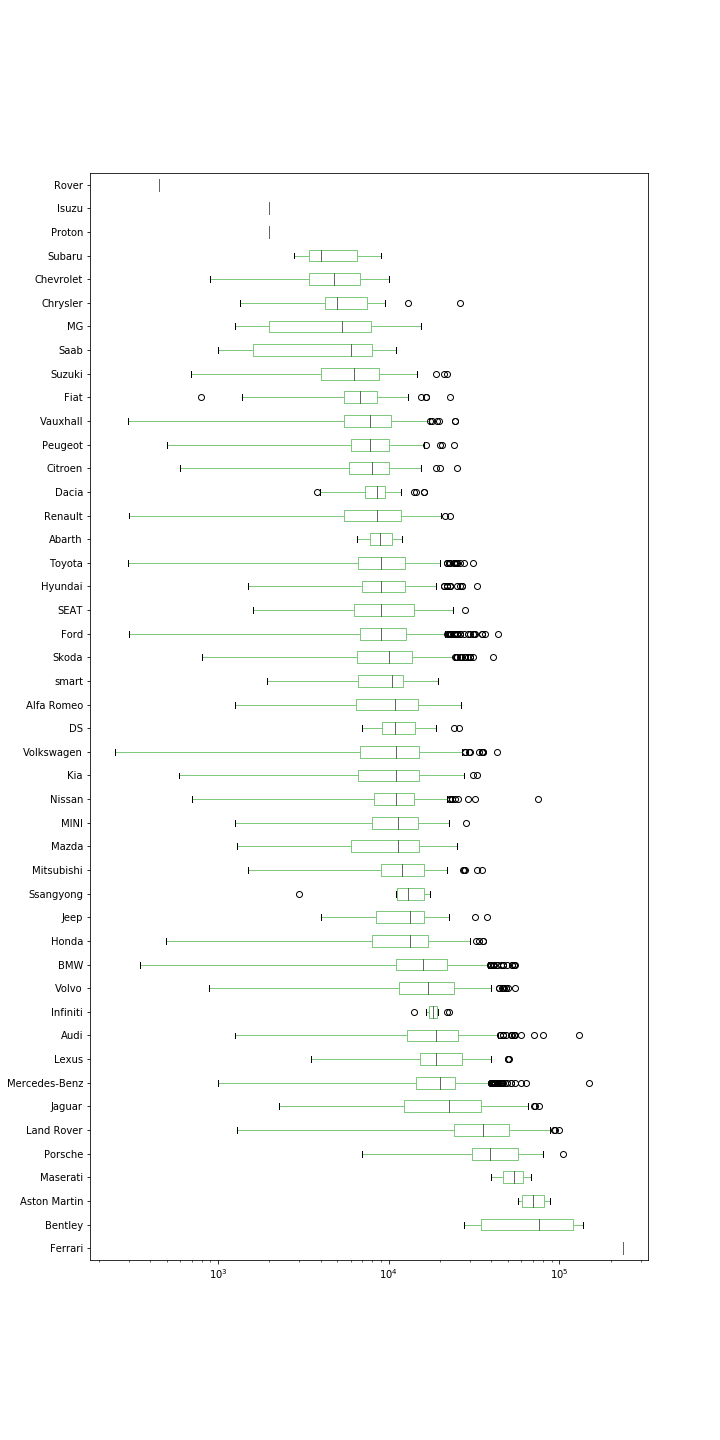 Rover
Isuzu
Proton
Subaru
Chevrolet
Chrysler
MG
Saab
Suzuki
Fiat
Vauxhall
Peugeot
Citroen
Dacia
Renault
Abarth
Toyota
Hyundai
SEAT
Ford
Skoda
smart
Alfa Romeo
DS
Volkswagen
Kia
Nissan
MINI
Mazda
Mitsubishi
Ssangyong
Jeep
Honda
BMW
Volvo
Infiniti
Audi
Lexus
Mercedes-Benz
Jaguar
Land Rover
Porsche
Maserati
Aston Martin
Bentley
Ferrari
10³ 10⁴ 10⁵